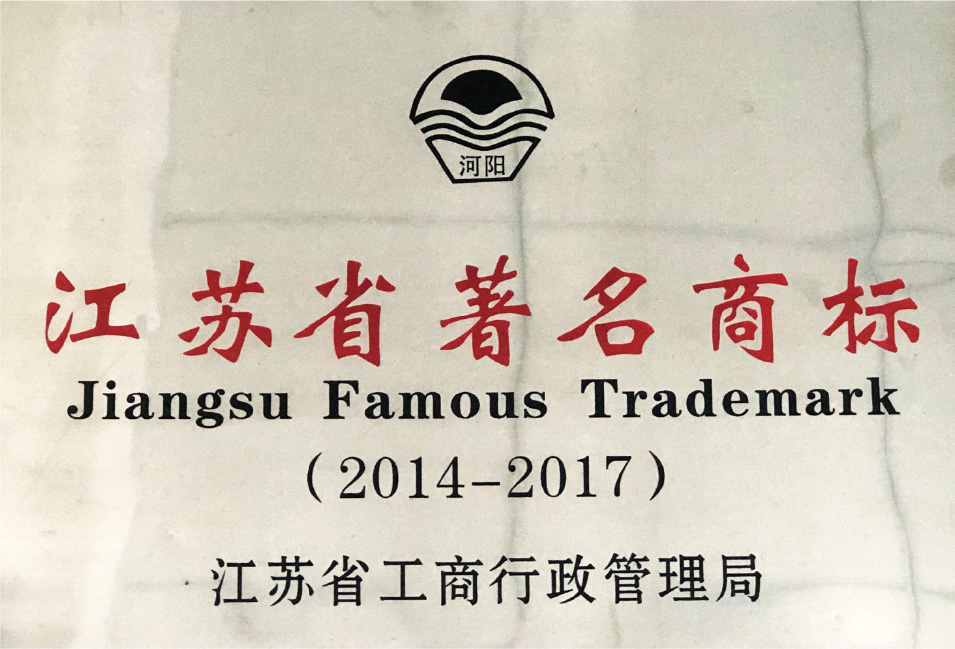 河阳
江苏省著名商标
Jiangsu Famous Trademark
（2014-2017）
江苏省工商行政管理局